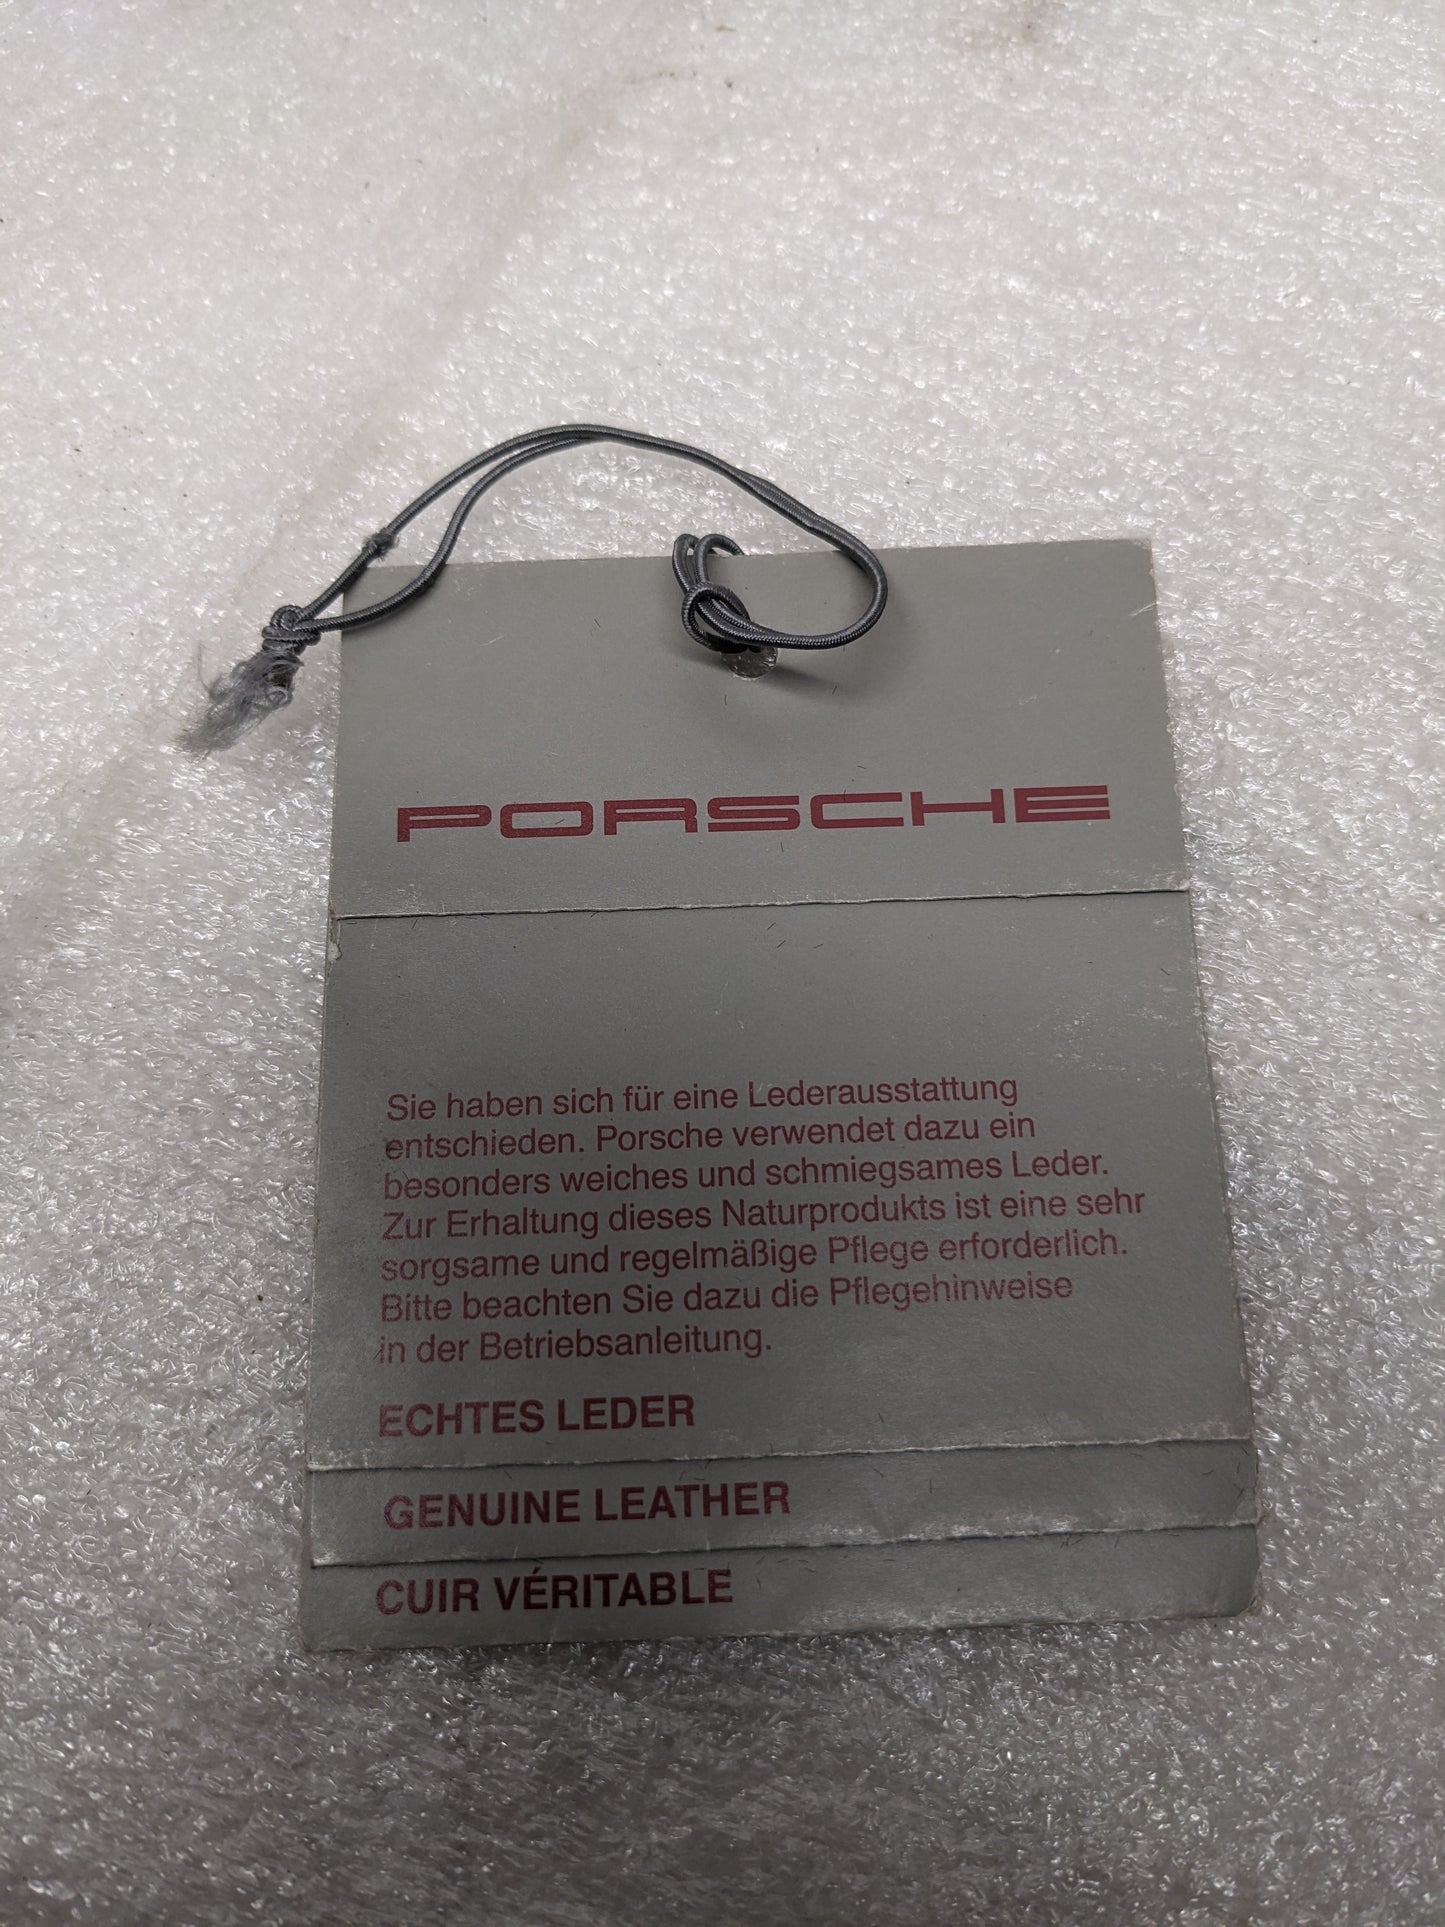 PORSCHE
Sie haben sich für eine Lederausstattung
entschieden. Porsche verwendet dazu ein
besonders weiches und schmiegsames Leder.
Zur Erhaltung dieses Naturprodukts ist eine sehr
sorgsame und regelmäßige Pflege erforderlich.
Bitte beachten Sie dazu die Pflegehinweise
in der Betriebsanleitung.
ECHTES LEDER
GENUINE LEATHER
CUIR VÉRITABLE